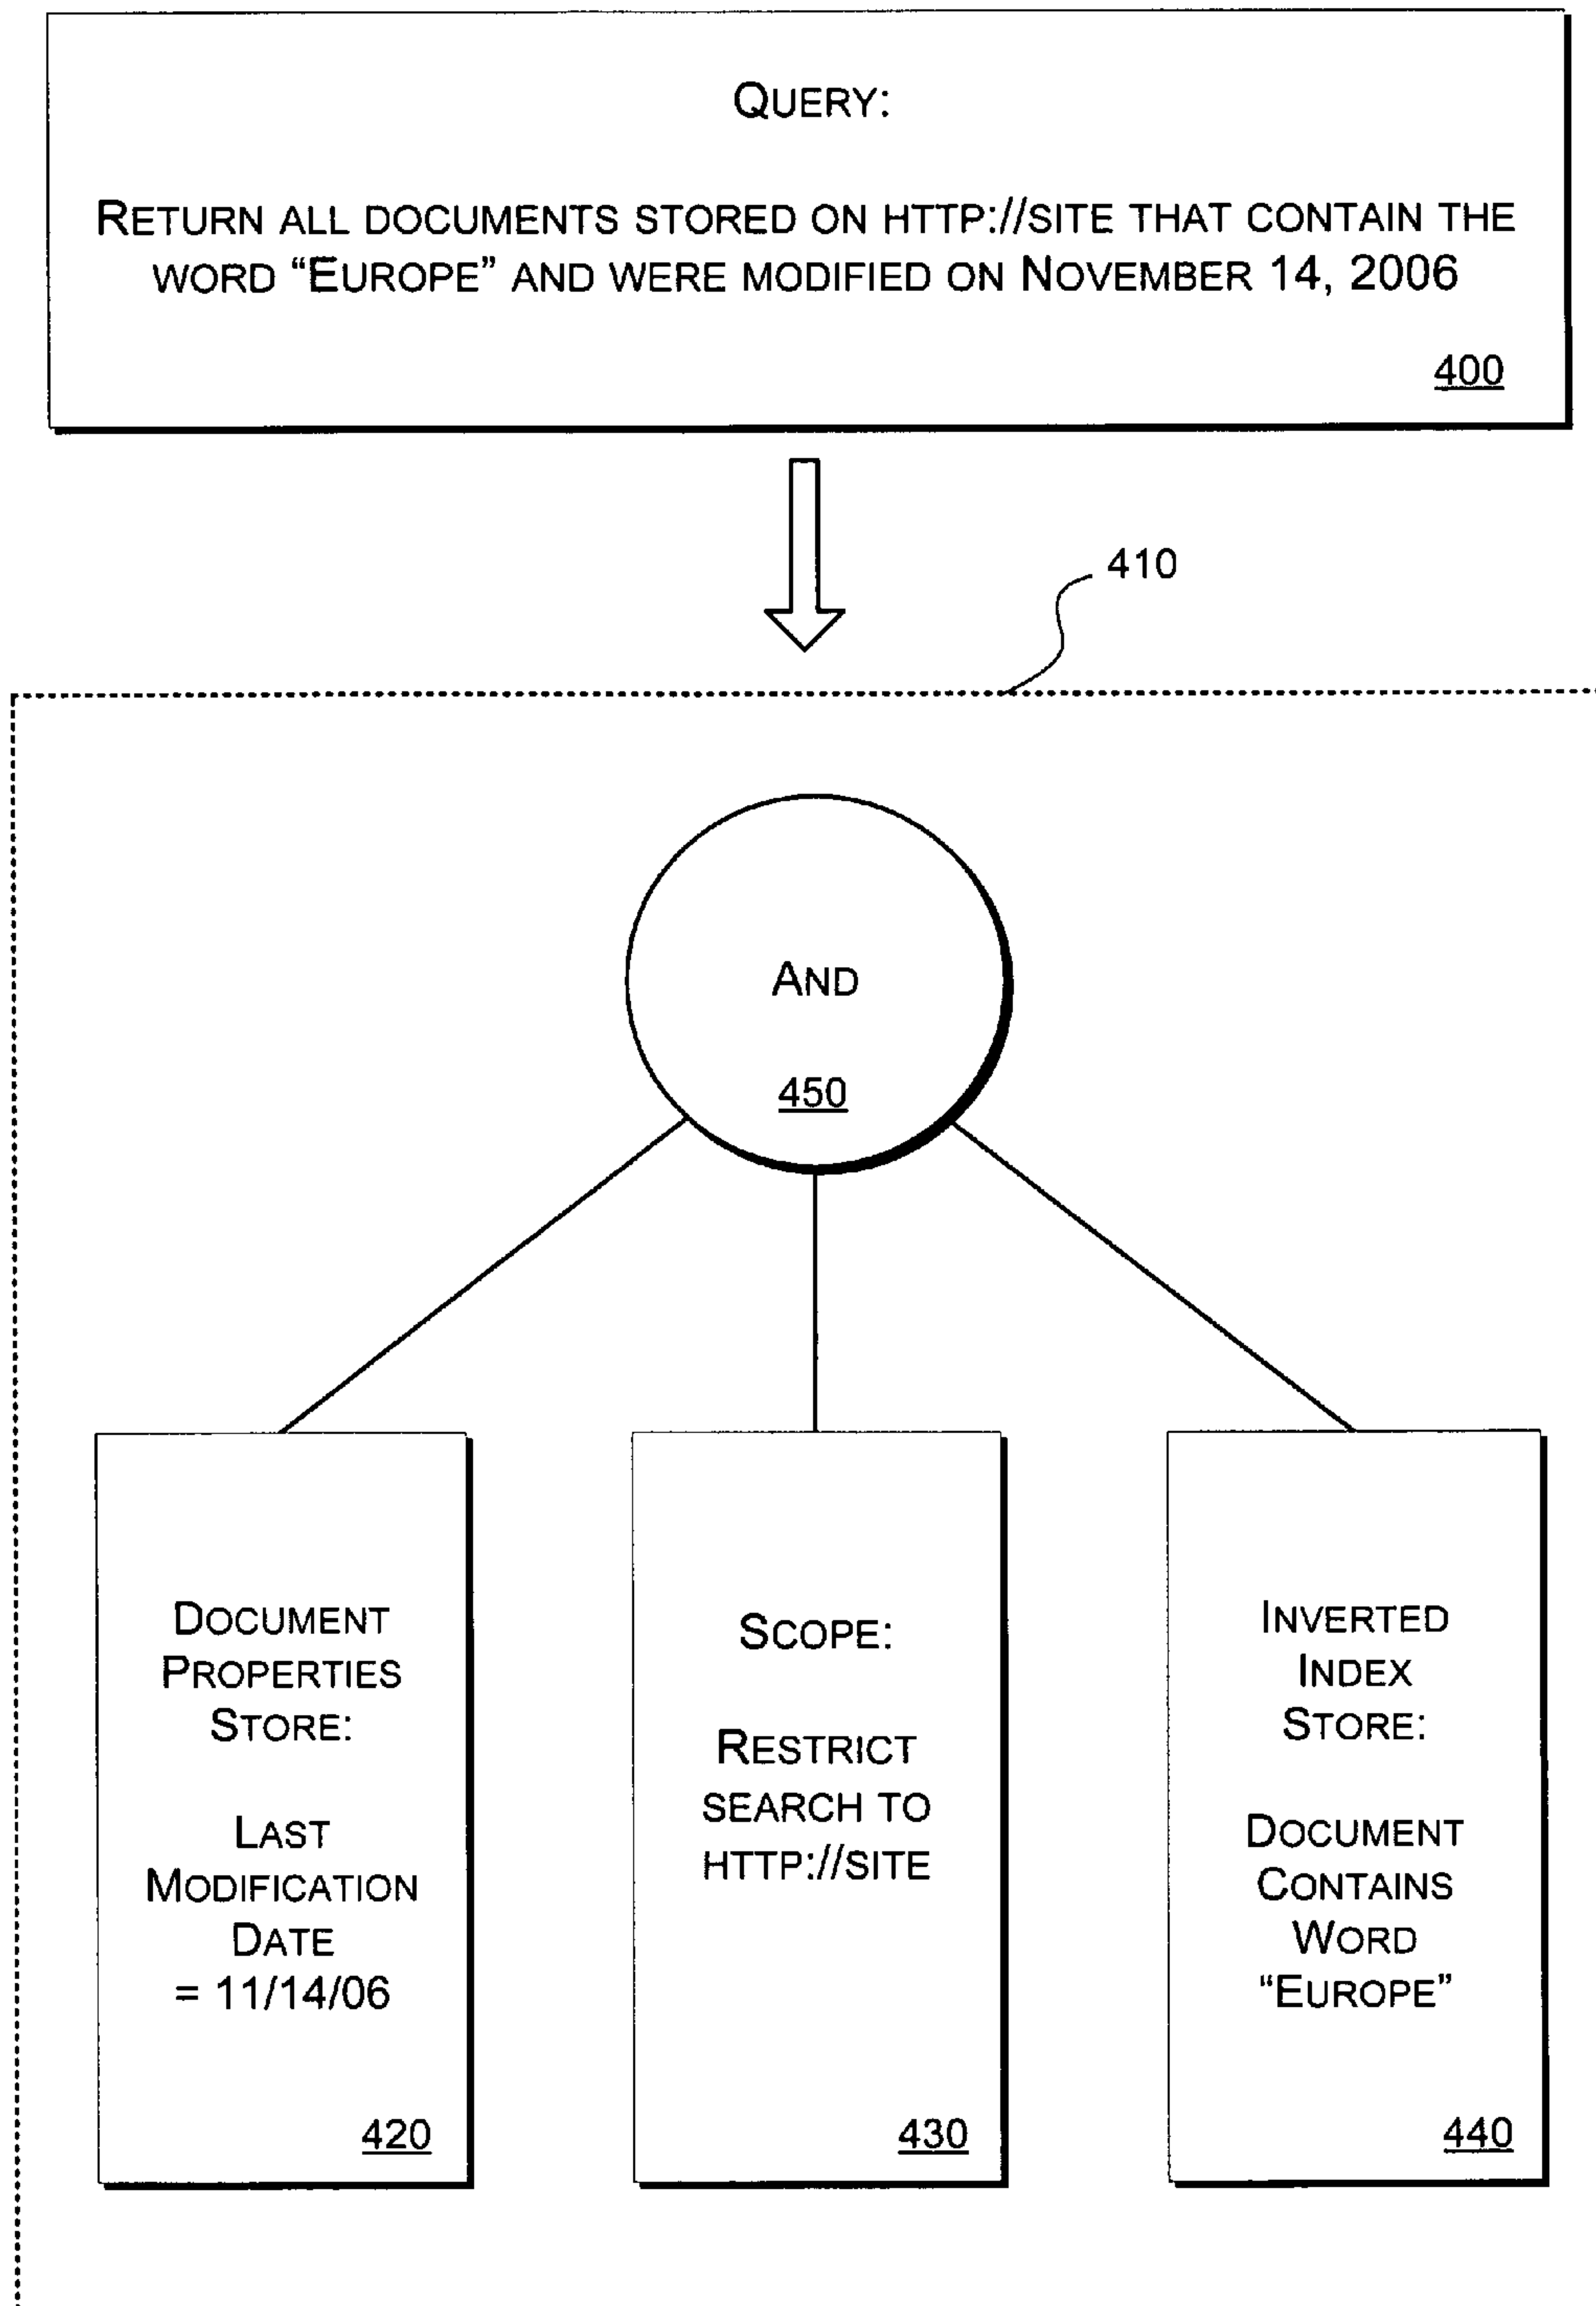 QUERY:
RETURN ALL DOCUMENTS STORED ON HTTP://SITE THAT CONTAIN THE
WORD “EUROPE” AND WERE MODIFIED ON NOVEMBER 14, 2006
400
410
AND
450
DOCUMENT
PROPERTIES
STORE:
LAST
MODIFICATION
DATE
= 11/14/06
420
SCOPE:
RESTRICT
SEARCH TO
HTTP://SITE
430
INVERTED
INDEX
STORE:
DOCUMENT
CONTAINS
WORD
“EUROPE”
440